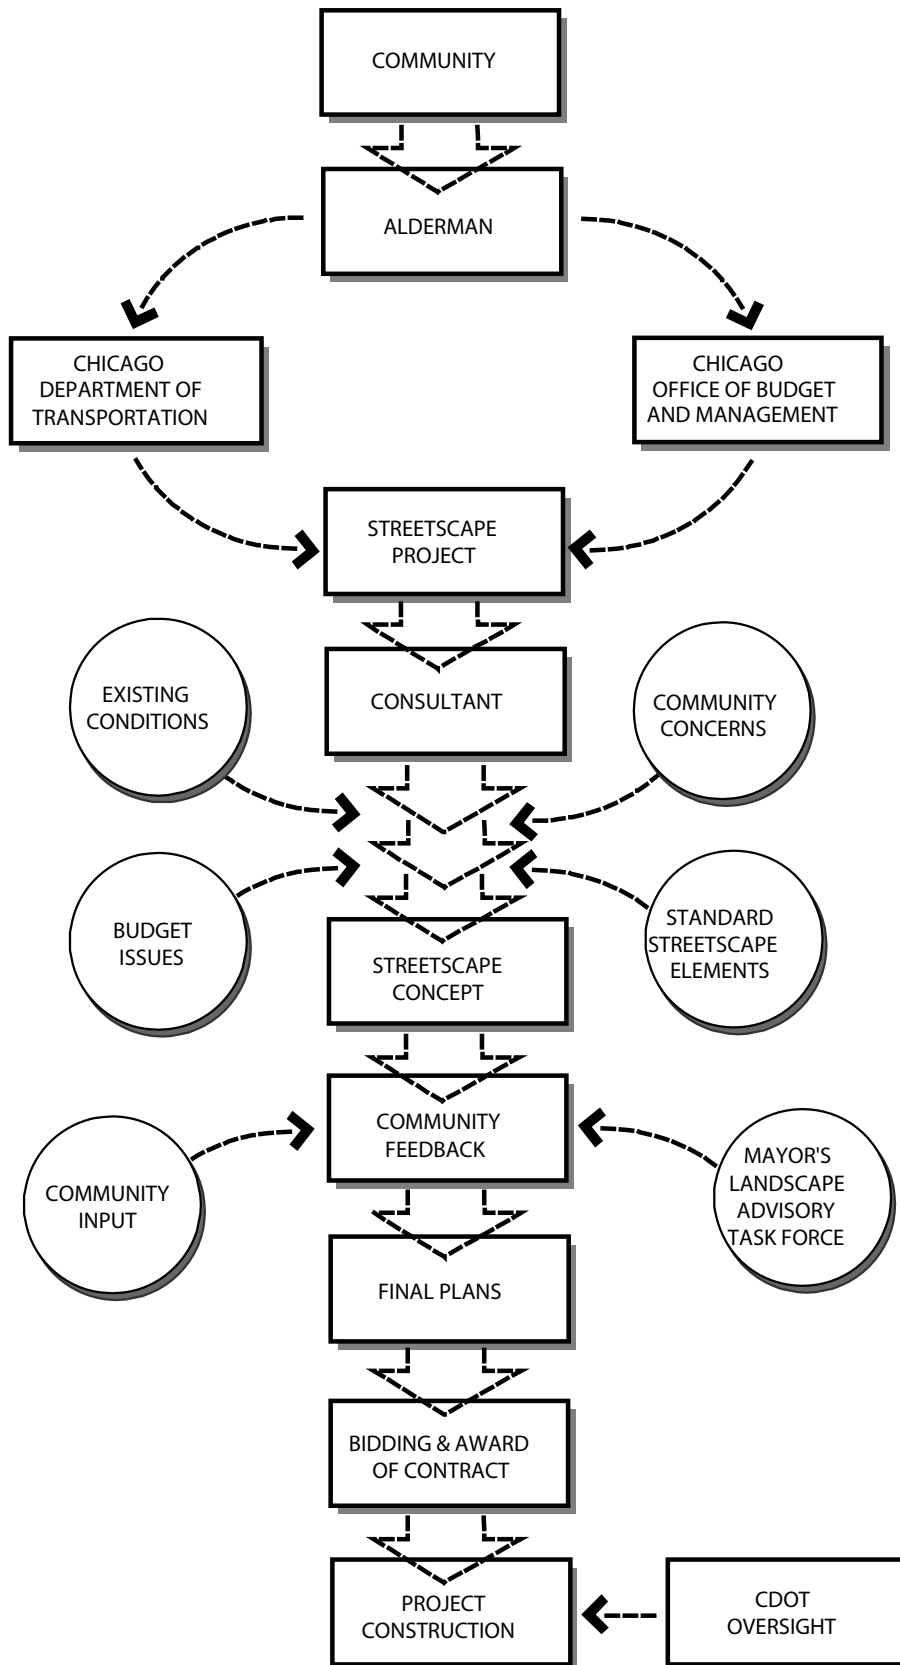 COMMUNITY
ALDERMAN
CHICAGO
DEPARTMENT OF
TRANSPORTATION
CHICAGO
OFFICE OF BUDGET
AND MANAGEMENT
STREETSCAPE
PROJECT
CONSULTANT
EXISTING
CONDITIONS
COMMUNITY
CONCERNS
BUDGET
ISSUES
STANDARD
STREETSCAPE
ELEMENTS
STREETSCAPE
CONCEPT
COMMUNITY
FEEDBACK
COMMUNITY
INPUT
MAYOR'S
LANDSCAPE
ADVISORY
TASK FORCE
FINAL PLANS
BIDDING & AWARD
OF CONTRACT
PROJECT
CONSTRUCTION
CDOT
OVERSIGHT